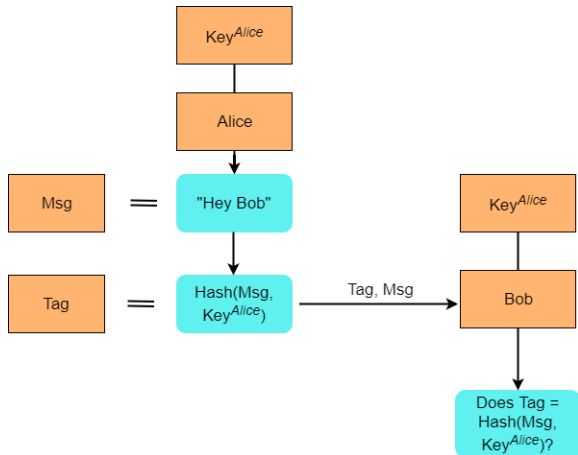 Key^Alice
Alice
Msg
=
"Hey Bob"
Key^Alice
Tag
=
Hash(Msg,
Key^Alice)
Tag, Msg
Bob
Does Tag =
Hash(Msg,
Key^Alice)?